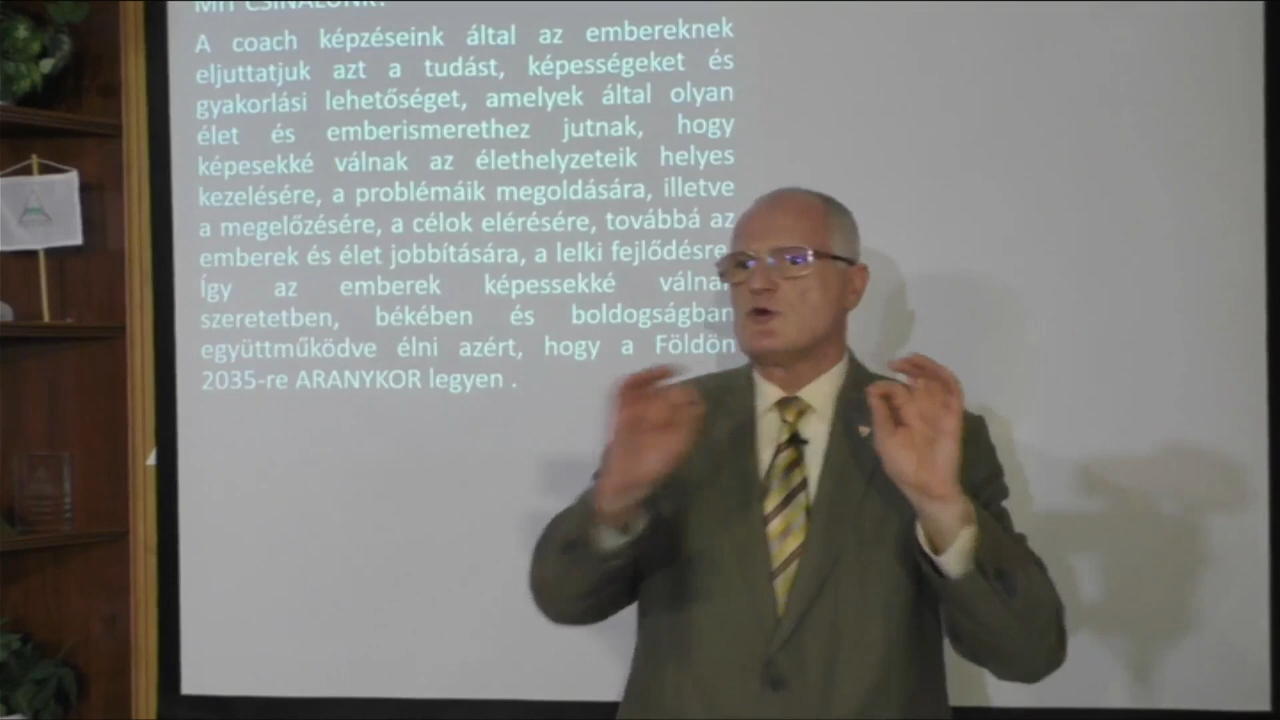 MIT CSINÁLUNK?
A coach képzéseink által az embereknek
eljuttatjuk azt a tudást, képességeket és
gyakorlási lehetőséget, amelyek által olyan
élet és emberismerethez jutnak, hogy
képesekké válnak az élethelyzeteik helyes
kezelésére, a problémáik megoldására, illetve
a megelőzésére, a célok elérésére, továbbá az
emberek és élet jobbítására, a lelki fejlődésre.
Így az emberek képessekké válnak
szeretetben, békében és boldogságban
együttműködve élni azért, hogy a Földön
2035-re ARANYKOR legyen .